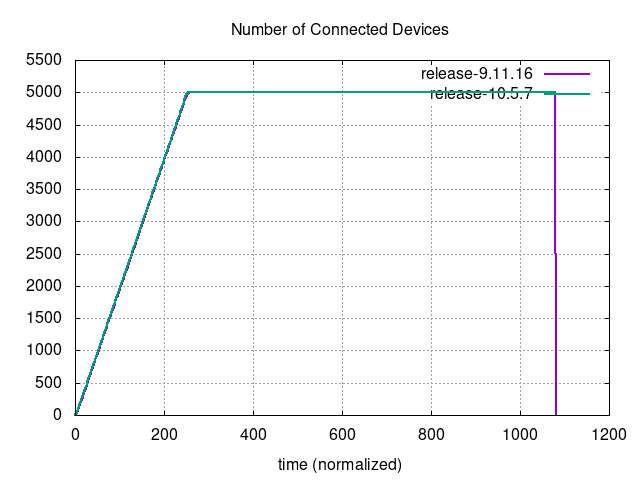 Number of Connected Devices
release-9.11.16
release-10.5.7
5500
5000
4500
4000
3500
3000
2500
2000
1500
1000
500
0
0 200 400 600 800 1000 1200
time (normalized)